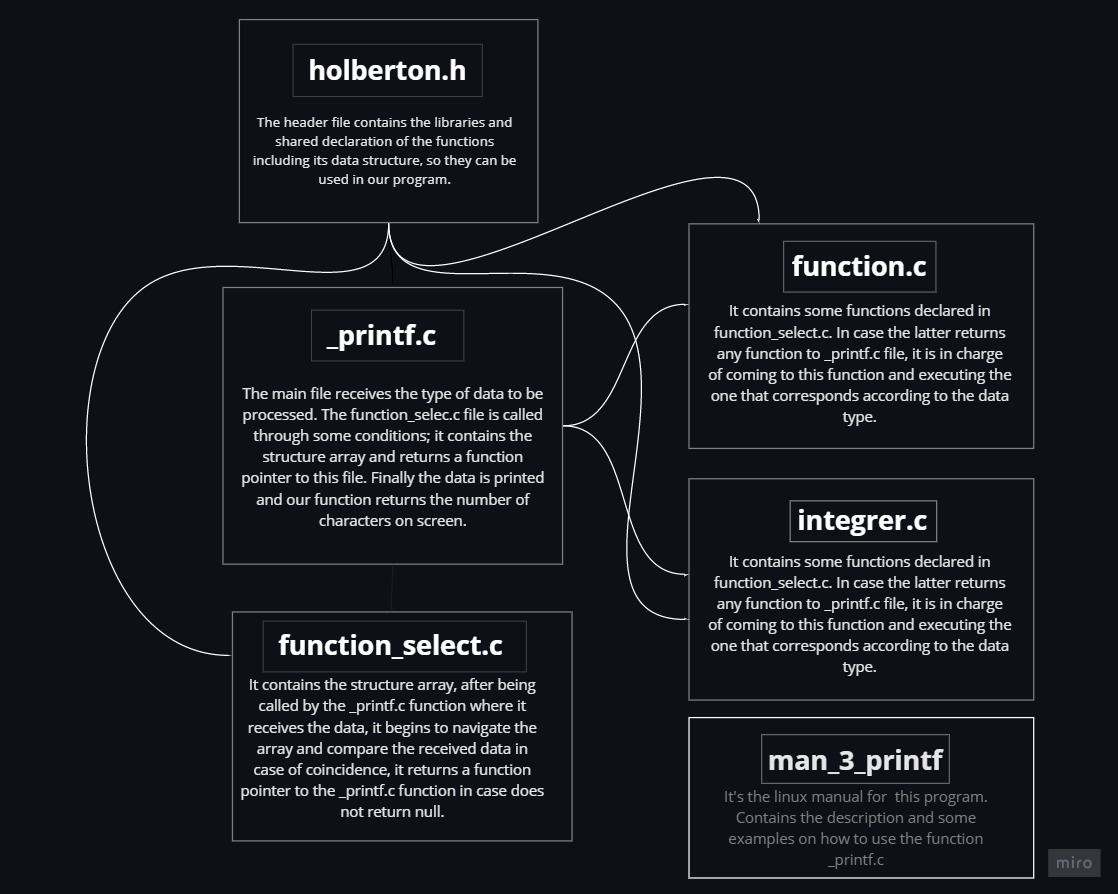 holberton.h
The header file contains the libraries and
shared declaration of the functions
including its data structure, so they can be
used in our program.
_printf.c
The main file receives the type of data to be
processed. The function_selec.c file is called
through some conditions; it contains the
structure array and returns a function
pointer to this file. Finally the data is printed
and our function returns the number of
characters on screen.
function_select.c
It contains the structure array, after being
called by the _printf.c function where it
receives the data, it begins to navigate the
array and compare the received data in
case of coincidence, it returns a function
pointer to the _printf.c function in case does
not return null.
function.c
It contains some functions declared in
function_select.c. In case the latter returns
any function to _printf.c file, it is in charge
of coming to this function and executing the
one that corresponds according to the data
type.
integrer.c
It contains some functions declared in
function_select.c. In case the latter returns
any function to _printf.c file, it is in charge
of coming to this function and executing the
one that corresponds according to the data
type.
man_3_printf
It's the linux manual for this program.
Contains the description and some
examples on how to use the function
_printf.c
miro